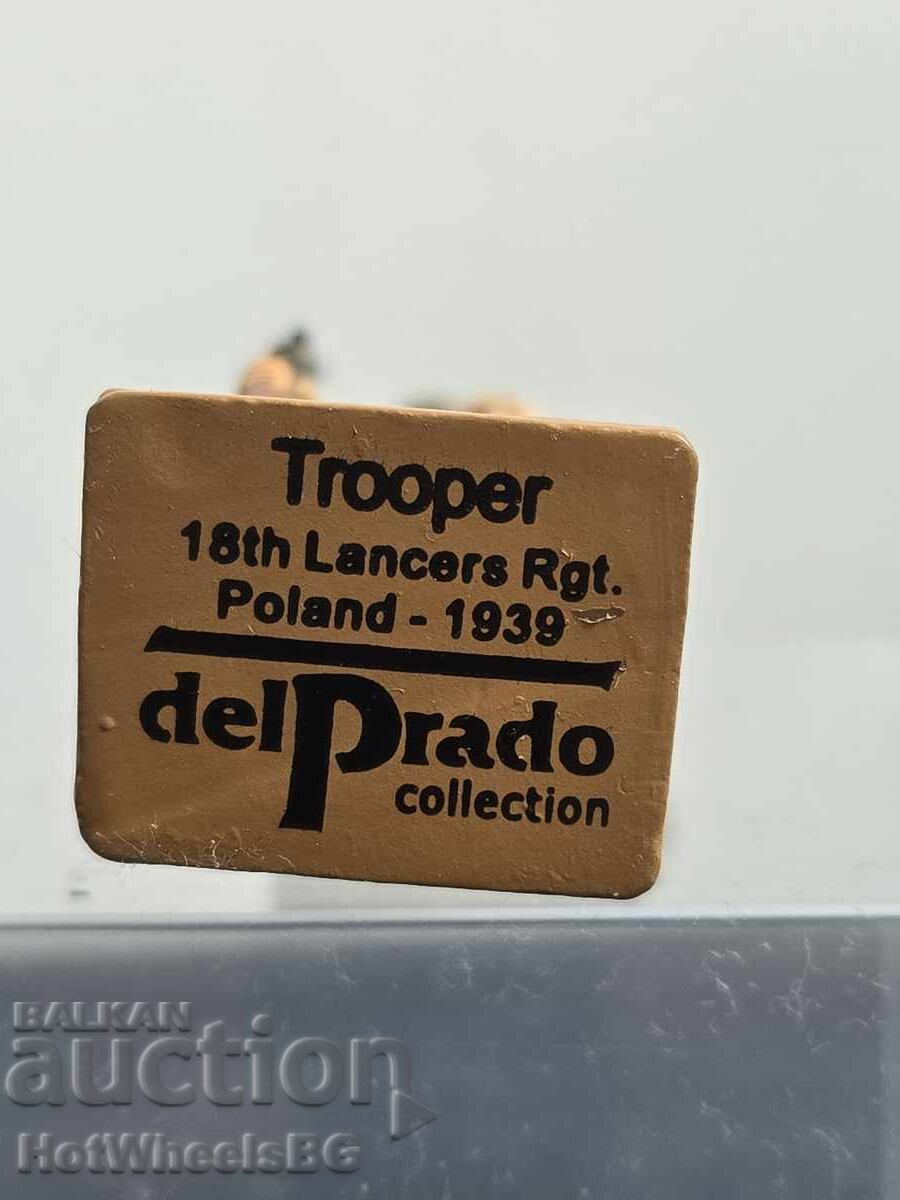 Trooper
18th Lancers Rgt.
Poland - 1939
delPrado
collection
BALKAN
auction
HotWheelsBG